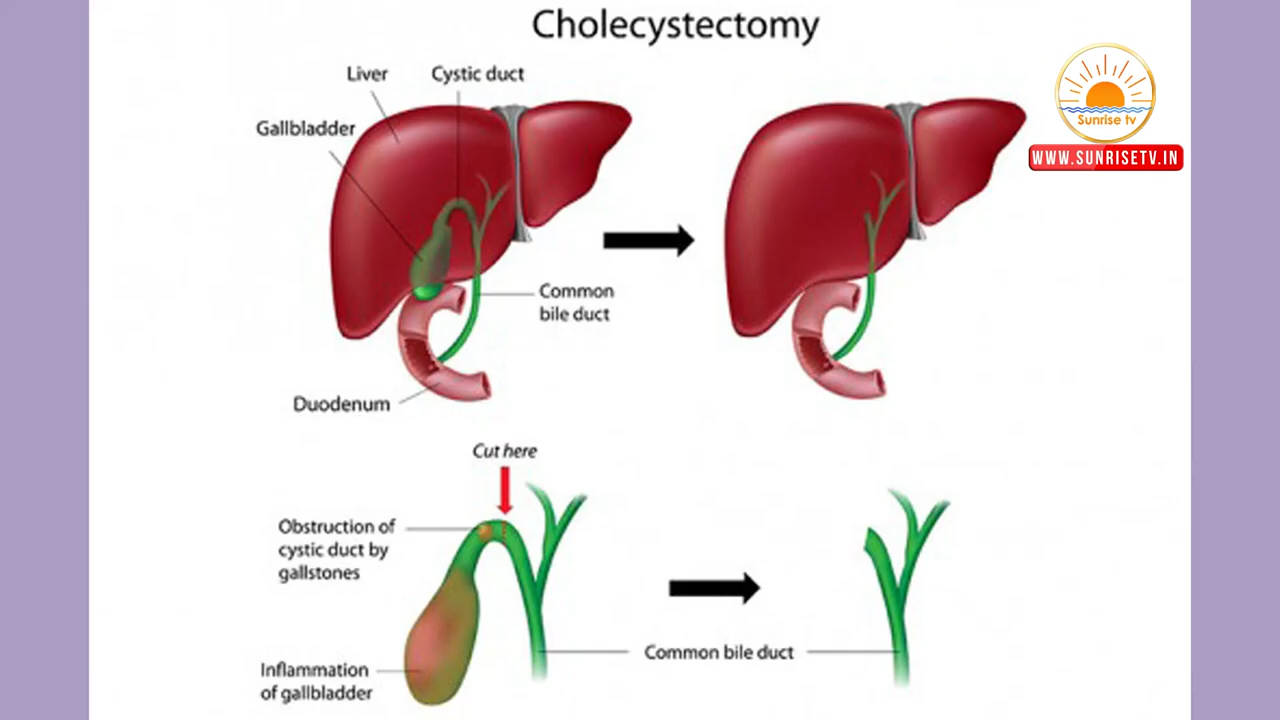 Cholecystectomy
Liver
Cystic duct
Gallbladder
Common
bile duct
Duodenum
Sunrise tv
WWW.SUNRISETV.IN
Cut here
Obstruction of
cystic duct by
gallstones
Inflammation
of gallbladder
Common bile duct